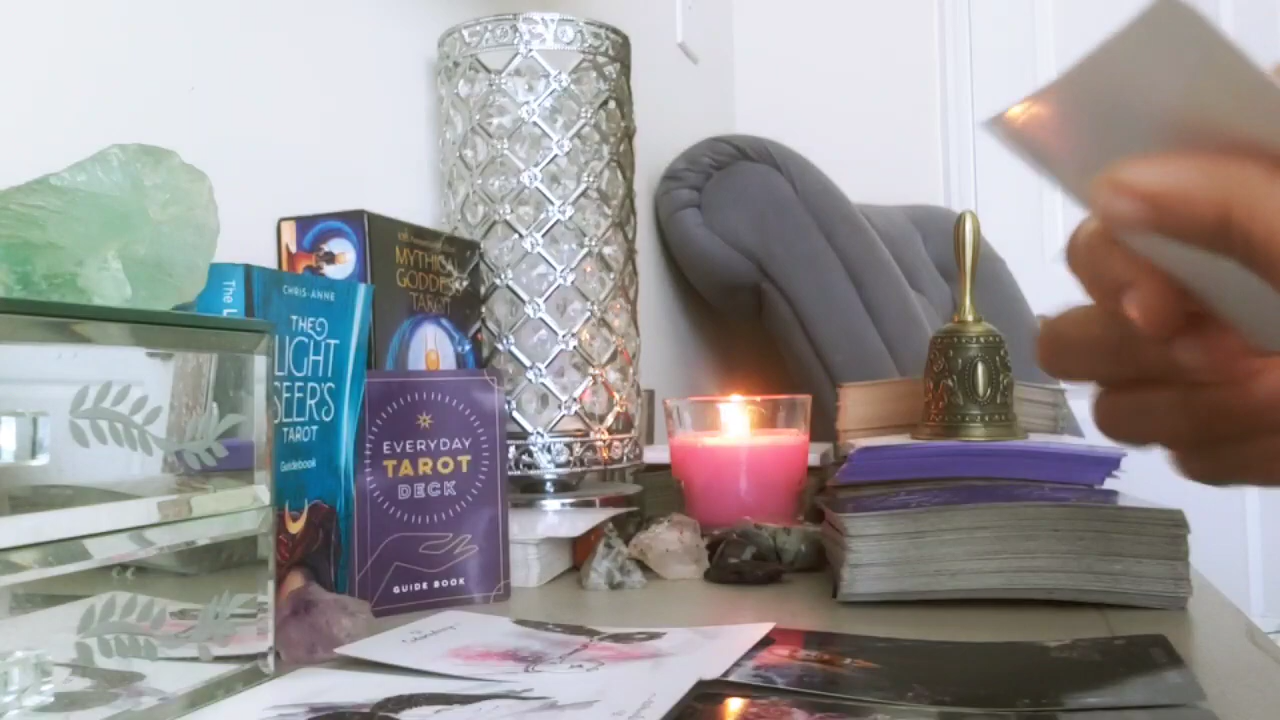 The L
CHRIS-ANNE
THE
LIGHT
SEER'S
TAROT
Guidebook
MYTHICAL
GODDESS
TAROT
EVERYDAY
TAROT
DECK
GUIDE BOOK